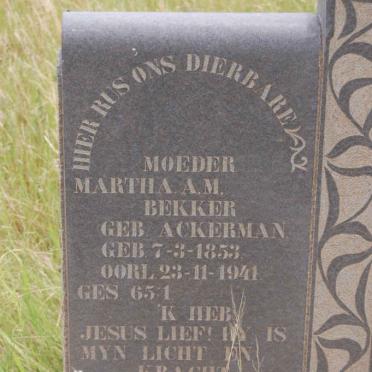 HIER RUS ONS DIERBARE
MOEDER
MARTHA A.M.
BEKKER
GEB ACKERMAN
GEB 7-3-1853
OORL 23-11-1941
GES 65:1
'K HEB
JESUS LIEF! HY IS
MYN LICHT EN
KRACHT